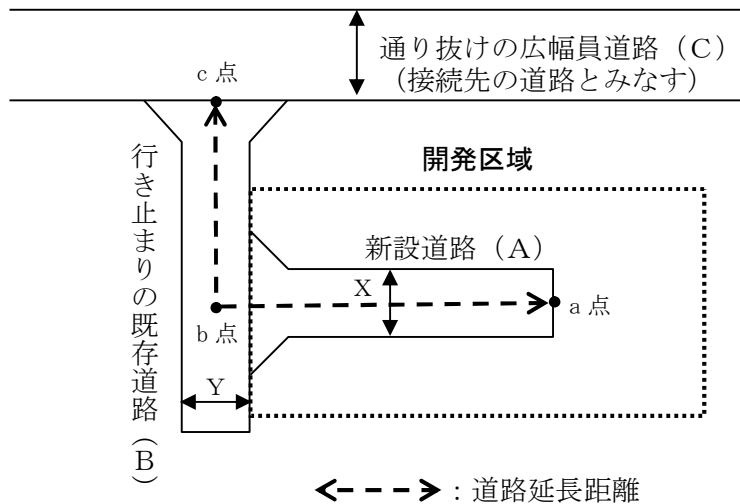 通り抜けの広幅員道路（C）
（接続先の道路とみなす）
c 点
行き止まりの既存道路（B）
開発区域
新設道路（A）
X
a 点
b 点
Y
：道路延長距離